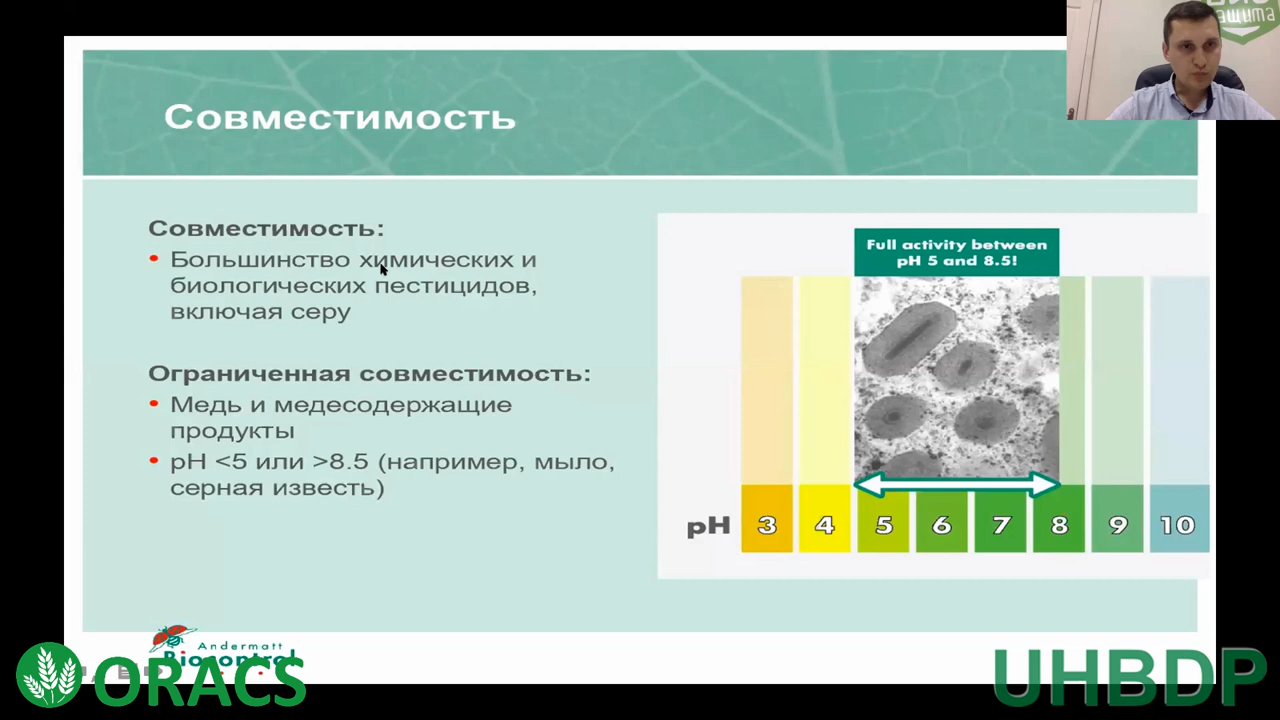 ащита
Совместимость
Совместимость:
• Большинство химических и
биологических пестицидов,
включая серу
Ограниченная совместимость:
• Медь и медесодержащие
продукты
• pH <5 или >8.5 (например, мыло,
серная известь)
Full activity between
pH 5 and 8.5!
pH 3 4 5 6 7 8 9 10
Andermatt
Biocontrol
ORACS
UHBDP